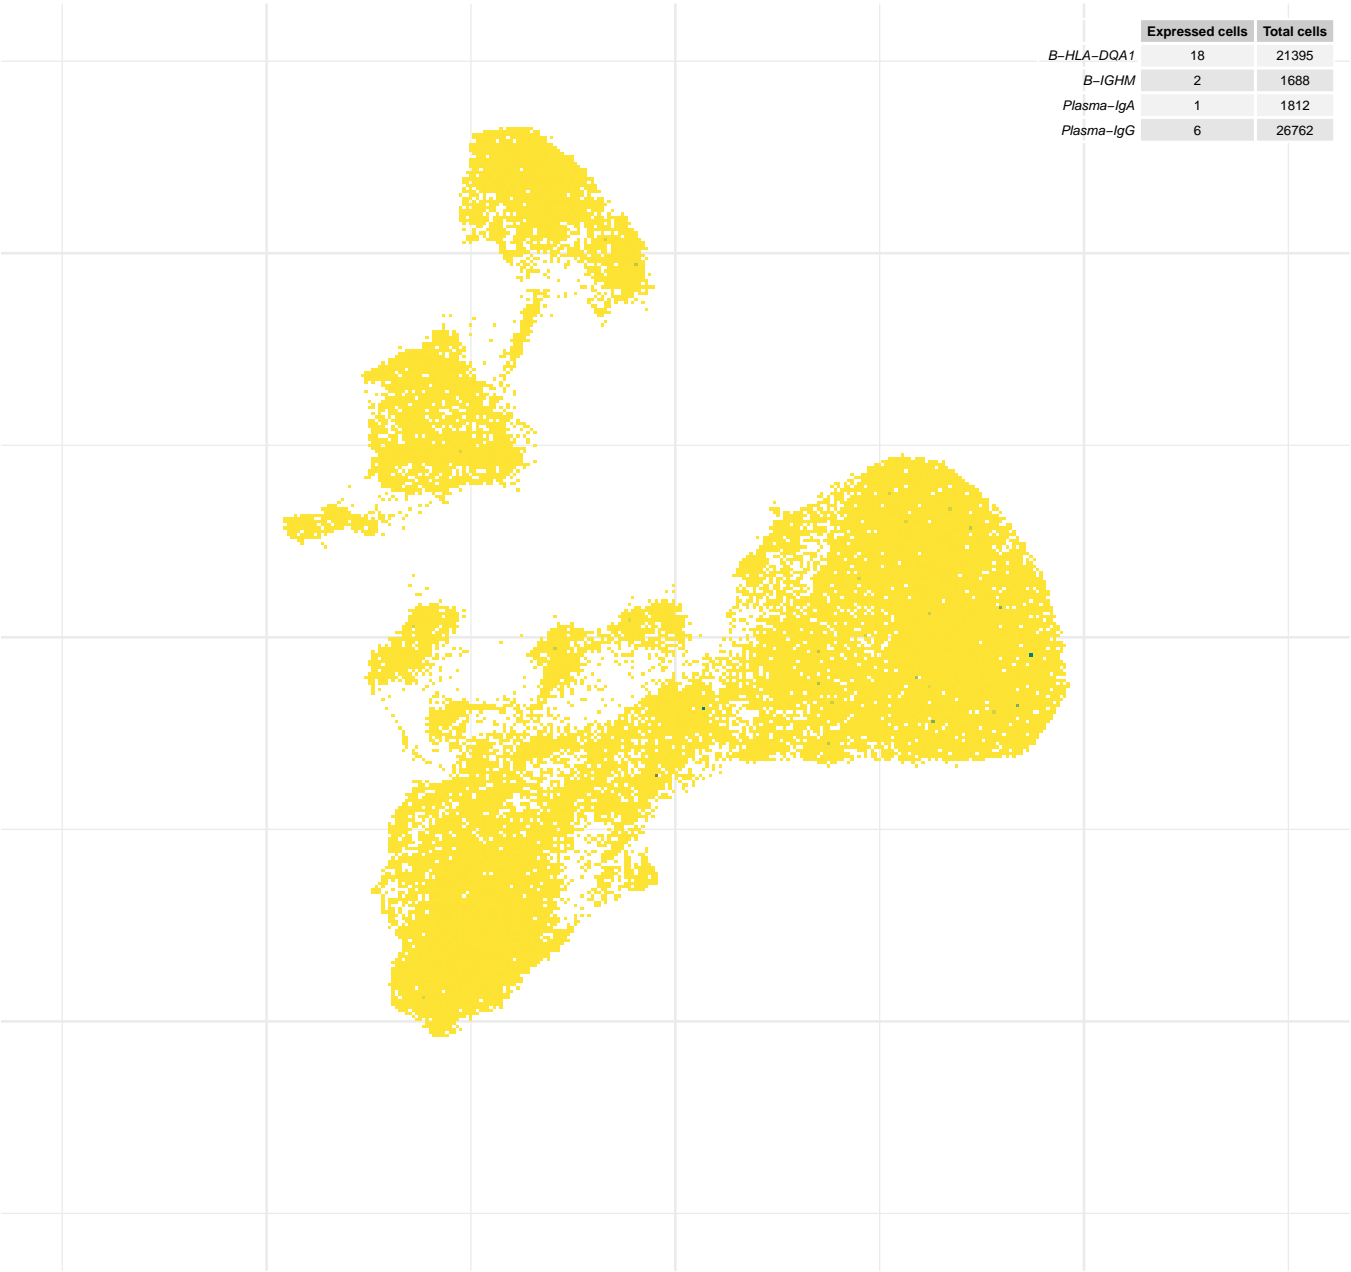 Expressed cells Total cells
B−HLA−DQA1 18 21395
B−IGHM 2 1688
Plasma−IgA 1 1812
Plasma−IgG 6 26762